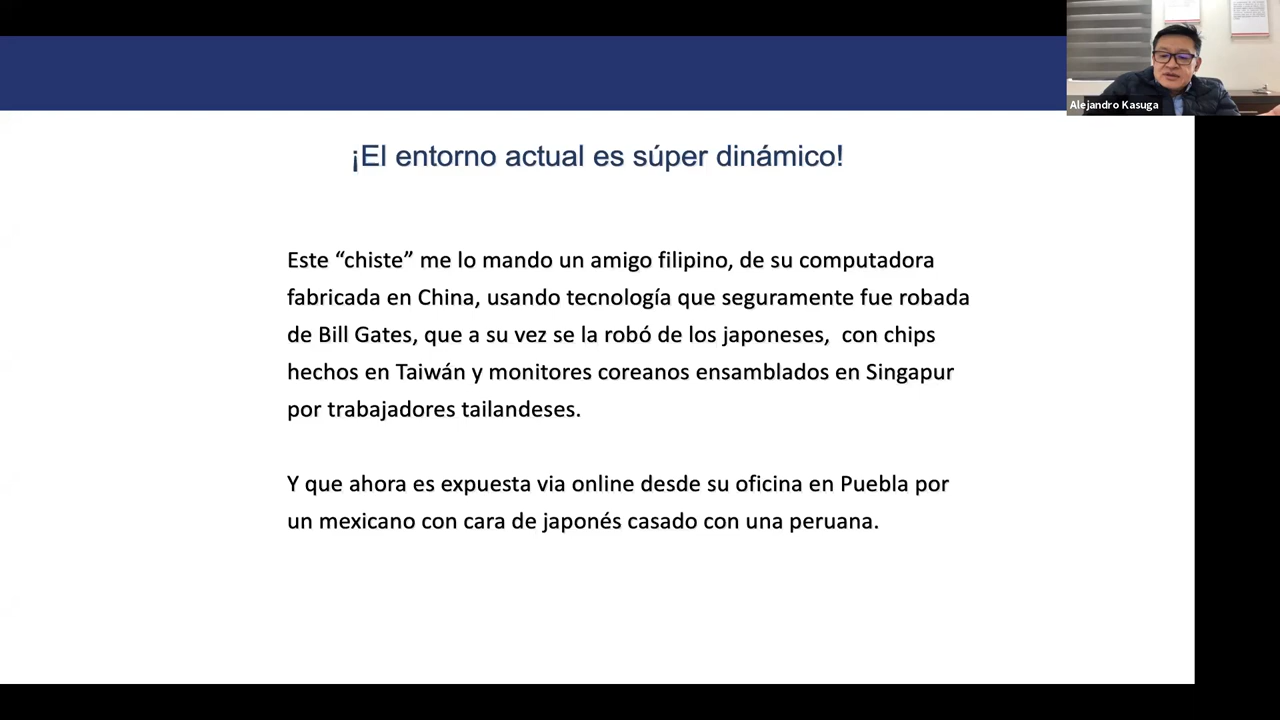 Alejandro Kasuga
¡El entorno actual es súper dinámico!
Este “chiste” me lo mando un amigo filipino, de su computadora
fabricada en China, usando tecnología que seguramente fue robada
de Bill Gates, que a su vez se la robó de los japoneses,  con chips
hechos en Taiwán y monitores coreanos ensamblados en Singapur
por trabajadores tailandeses.
Y que ahora es expuesta via online desde su oficina en Puebla por
un mexicano con cara de japonés casado con una peruana.